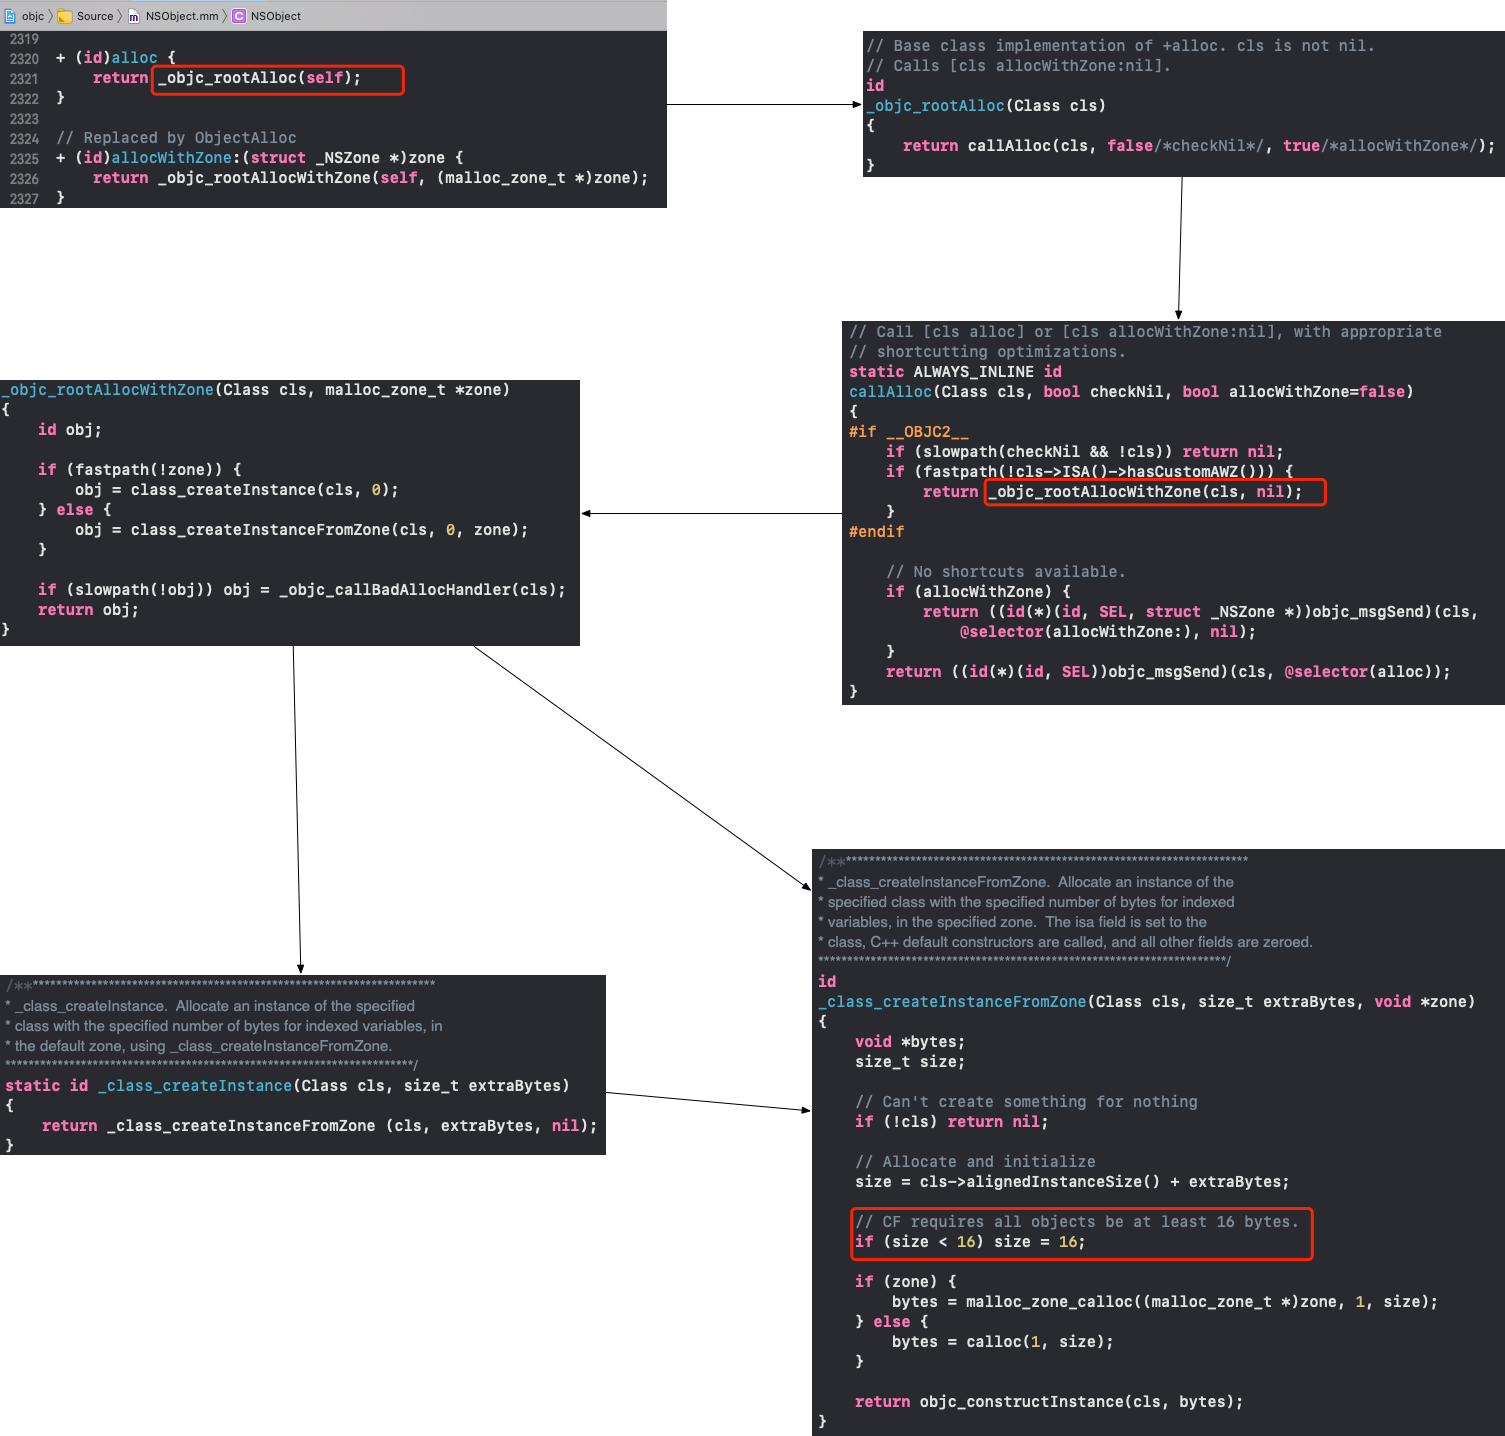 objc 〉 Source 〉 m NSObject.mm 〉 C NSObject
2319
2320 + (id)alloc {
2321     return _objc_rootAlloc(self);
2322 }
2323
2324 // Replaced by ObjectAlloc
2325 + (id)allocWithZone:(struct _NSZone *)zone {
2326     return _objc_rootAllocWithZone(self, (malloc_zone_t *)zone);
2327 }
// Base class implementation of +alloc. cls is not nil.
// Calls [cls allocWithZone:nil].
id
_objc_rootAlloc(Class cls)
{
    return callAlloc(cls, false/*checkNil*/, true/*allocWithZone*/);
}
// Call [cls alloc] or [cls allocWithZone:nil], with appropriate
// shortcutting optimizations.
static ALWAYS_INLINE id
callAlloc(Class cls, bool checkNil, bool allocWithZone=false)
{
#if __OBJC2__
    if (slowpath(checkNil && !cls)) return nil;
    if (fastpath(!cls->ISA()->hasCustomAWZ())) {
        return _objc_rootAllocWithZone(cls, nil);
    }
#endif
    // No shortcuts available.
    if (allocWithZone) {
        return ((id(*)(id, SEL, struct _NSZone *))objc_msgSend)(cls,
            @selector(allocWithZone:), nil);
    }
    return ((id(*)(id, SEL))objc_msgSend)(cls, @selector(alloc));
}
_objc_rootAllocWithZone(Class cls, malloc_zone_t *zone)
{
    id obj;
    if (fastpath(!zone)) {
        obj = class_createInstance(cls, 0);
    } else {
        obj = class_createInstanceFromZone(cls, 0, zone);
    }
    if (slowpath(!obj)) obj = _objc_callBadAllocHandler(cls);
    return obj;
}
/***********************************************************************
* _class_createInstance.  Allocate an instance of the specified
* class with the specified number of bytes for indexed variables, in
* the default zone, using _class_createInstanceFromZone.
***********************************************************************/
static id _class_createInstance(Class cls, size_t extraBytes)
{
    return _class_createInstanceFromZone (cls, extraBytes, nil);
}
/***********************************************************************
* _class_createInstanceFromZone.  Allocate an instance of the
* specified class with the specified number of bytes for indexed
* variables, in the specified zone.  The isa field is set to the
* class, C++ default constructors are called, and all other fields are zeroed.
***********************************************************************/
id
_class_createInstanceFromZone(Class cls, size_t extraBytes, void *zone)
{
    void *bytes;
    size_t size;
    // Can't create something for nothing
    if (!cls) return nil;
    // Allocate and initialize
    size = cls->alignedInstanceSize() + extraBytes;
    // CF requires all objects be at least 16 bytes.
    if (size < 16) size = 16;
    if (zone) {
        bytes = malloc_zone_calloc((malloc_zone_t *)zone, 1, size);
    } else {
        bytes = calloc(1, size);
    }
    return objc_constructInstance(cls, bytes);
}